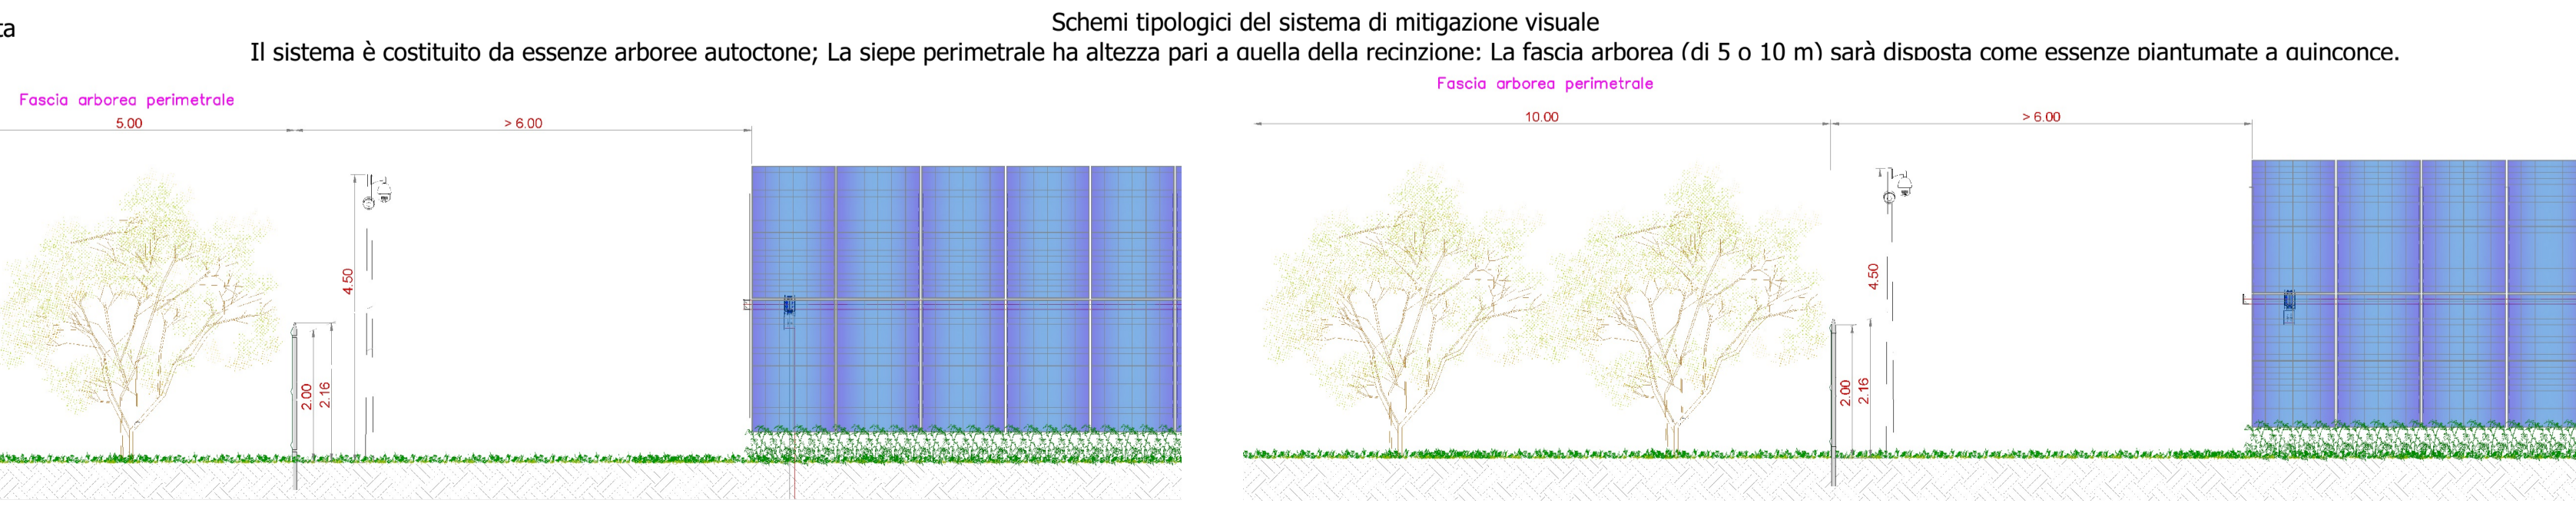 ta
Schemi tipologici del sistema di mitigazione visuale
Il sistema è costituito da essenze arboree autoctone; La siepe perimetrale ha altezza pari a quella della recinzione; La fascia arborea (di 5 o 10 m) sarà disposta come essenze piantumate a quinconce.
Fascia arborea perimetrale
5.00
> 6.00
4.50
2.00
2.16
Fascia arborea perimetrale
10.00
> 6.00
4.50
2.00
2.16